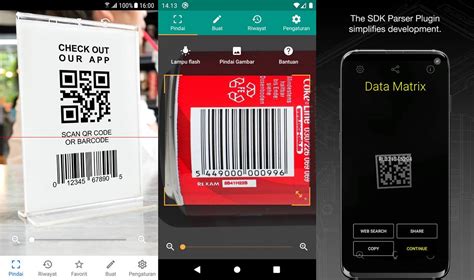 16:00
CHECK OUT
OUR APP
SCAN QR CODE
OR BARCODE
0 12345 67890 5
Pindai
Riwayat
Favorit
Buat
Pengaturan
14.13
Pindai
Buat
Riwayat
Pengaturan
Lampu flash
Pindai Gambar
Bantuan
5 449000 000996
REXAM
The SDK Parser Plugin
simplifies development.
Data Matrix
WEB SEARCH
SHARE
COPY
CONTINUE